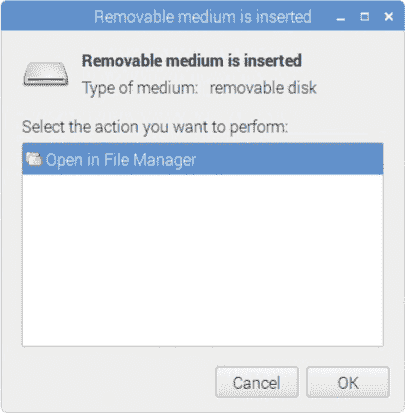 Removable medium is inserted
Removable medium is inserted
Type of medium: removable disk
Select the action you want to perform:
Open in File Manager
Cancel OK